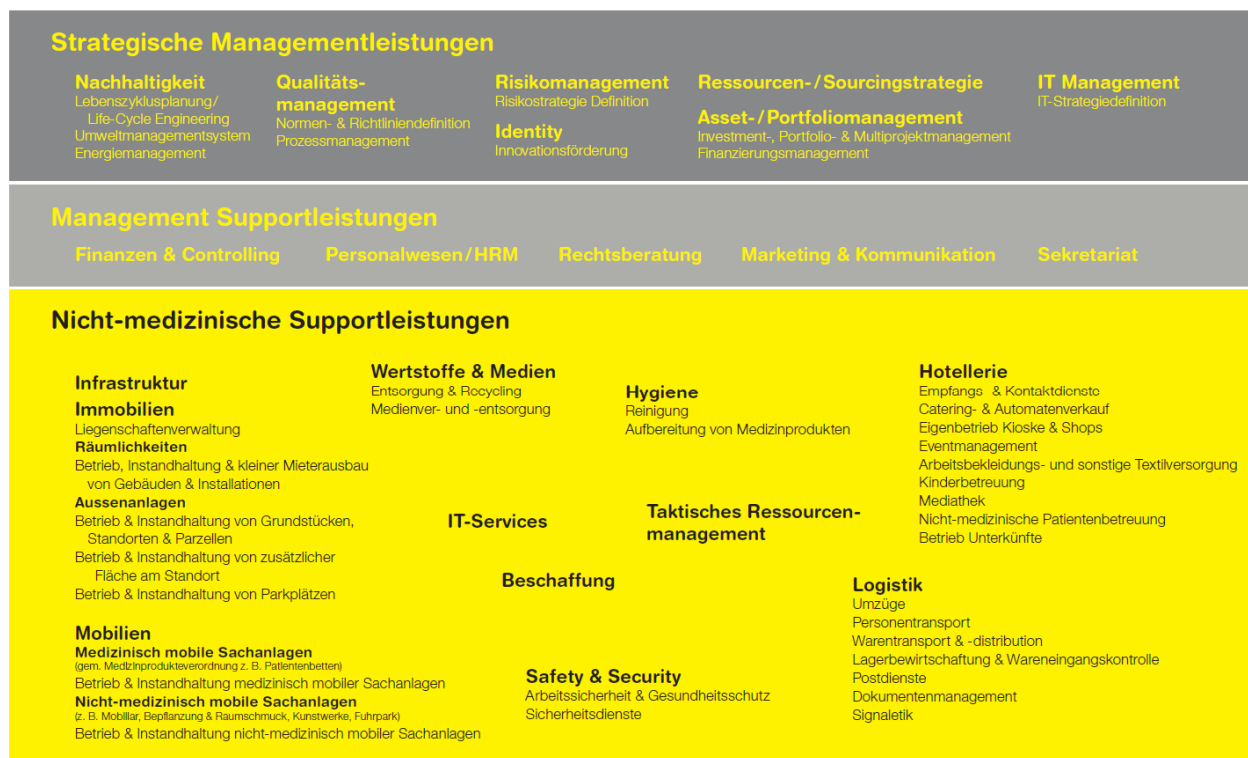 Strategische Managementleistungen
Nachhaltigkeit
Lebenszyklusplanung/
Life-Cycle Engineering
Umweltmanagementsystem
Energiemanagement
Qualitäts-
management
Normen- & Richtliniendefinition
Prozessmanagement
Risikomanagement
Risikostrategie Definition
Identity
Innovationsförderung
Ressourcen-/Sourcingstrategie
Asset-/Portfoliomanagement
Investment-, Portfolio- & Multiprojektmanagement
Finanzierungsmanagement
IT Management
IT-Strategiedefinition
Management Supportleistungen
Finanzen & Controlling
Personalwesen/HRM
Rechtsberatung
Marketing & Kommunikation
Sekretariat
Nicht-medizinische Supportleistungen
Infrastruktur
Immobilien
Liegenschaftenverwaltung
Räumlichkeiten
Betrieb, Instandhaltung & kleiner Mieterausbau
von Gebäuden & Installationen
Aussenanlagen
Betrieb & Instandhaltung von Grundstücken,
Standorten & Parzellen
Betrieb & Instandhaltung von zusätzlicher
Fläche am Standort
Betrieb & Instandhaltung von Parkplätzen
Mobilien
Medizinisch mobile Sachanlagen
(gem. Medizinprodukteverordnung z. B. Patientenbetten)
Betrieb & Instandhaltung medizinisch mobiler Sachanlagen
Nicht-medizinisch mobile Sachanlagen
(z. B. Mobiliar, Bepflanzung & Raumschmuck, Kunstwerke, Fuhrpark)
Betrieb & Instandhaltung nicht-medizinisch mobiler Sachanlagen
Wertstoffe & Medien
Entsorgung & Recycling
Medienver- und -entsorgung
IT-Services
Beschaffung
Safety & Security
Arbeitssicherheit & Gesundheitsschutz
Sicherheitsdienste
Hygiene
Reinigung
Aufbereitung von Medizinprodukten
Taktisches Ressourcen-
management
Hotellerie
Empfangs & Kontaktdienste
Catering- & Automatenverkauf
Eigenbetrieb Kioske & Shops
Eventmanagement
Arbeitsbekleidungs- und sonstige Textilversorgung
Kinderbetreuung
Mediathek
Nicht-medizinische Patientenbetreuung
Betrieb Unterkünfte
Logistik
Umzüge
Personentransport
Warentransport & -distribution
Lagerbewirtschaftung & Wareneingangskontrolle
Postdienste
Dokumentenmanagement
Signaletik